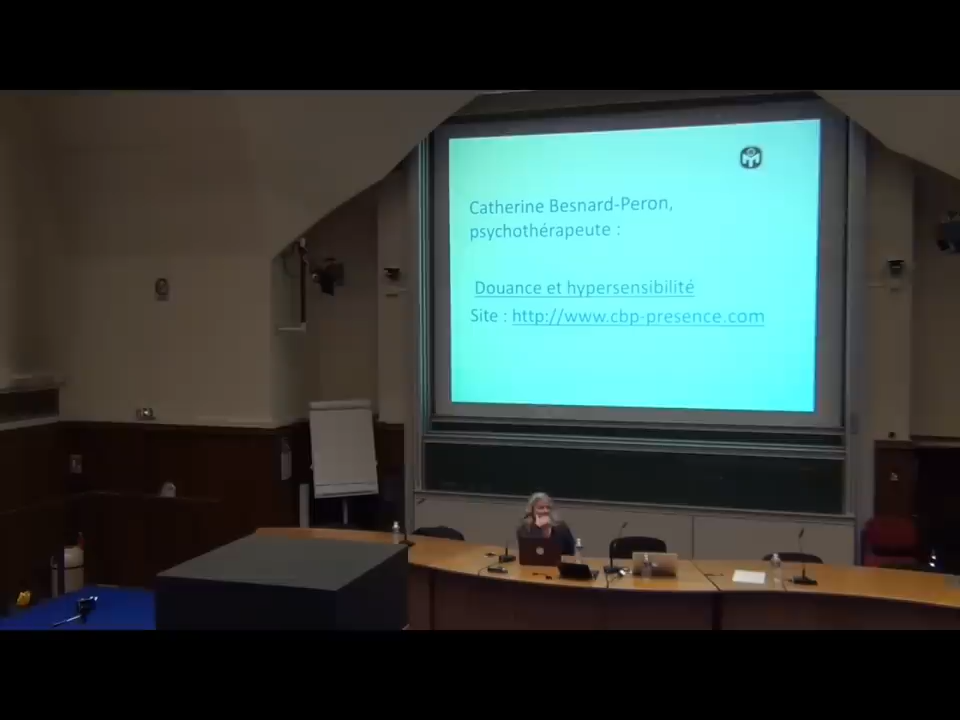 Catherine Besnard-Peron,
psychothérapeute :
Douance et hypersensibilité
Site : http://www.cbp-presence.com